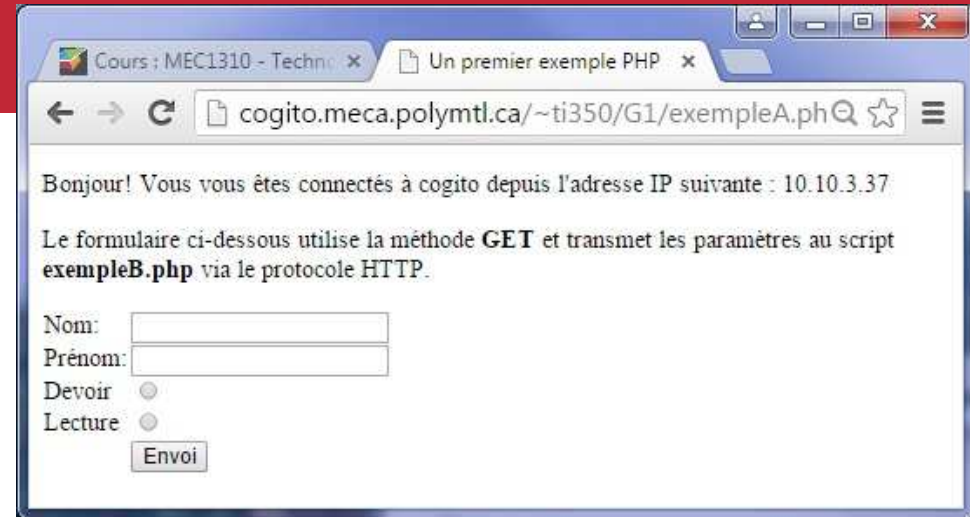 Cours : MEC1310 - Techno
Un premier exemple PHP
cogito.meca.polymtl.ca/~ti350/G1/exempleA.ph
Bonjour! Vous vous êtes connectés à cogito depuis l'adresse IP suivante : 10.10.3.37
Le formulaire ci-dessous utilise la méthode GET et transmet les paramètres au script
exempleB.php via le protocole HTTP.
Nom:
Prénom:
Devoir
Lecture
Envoi